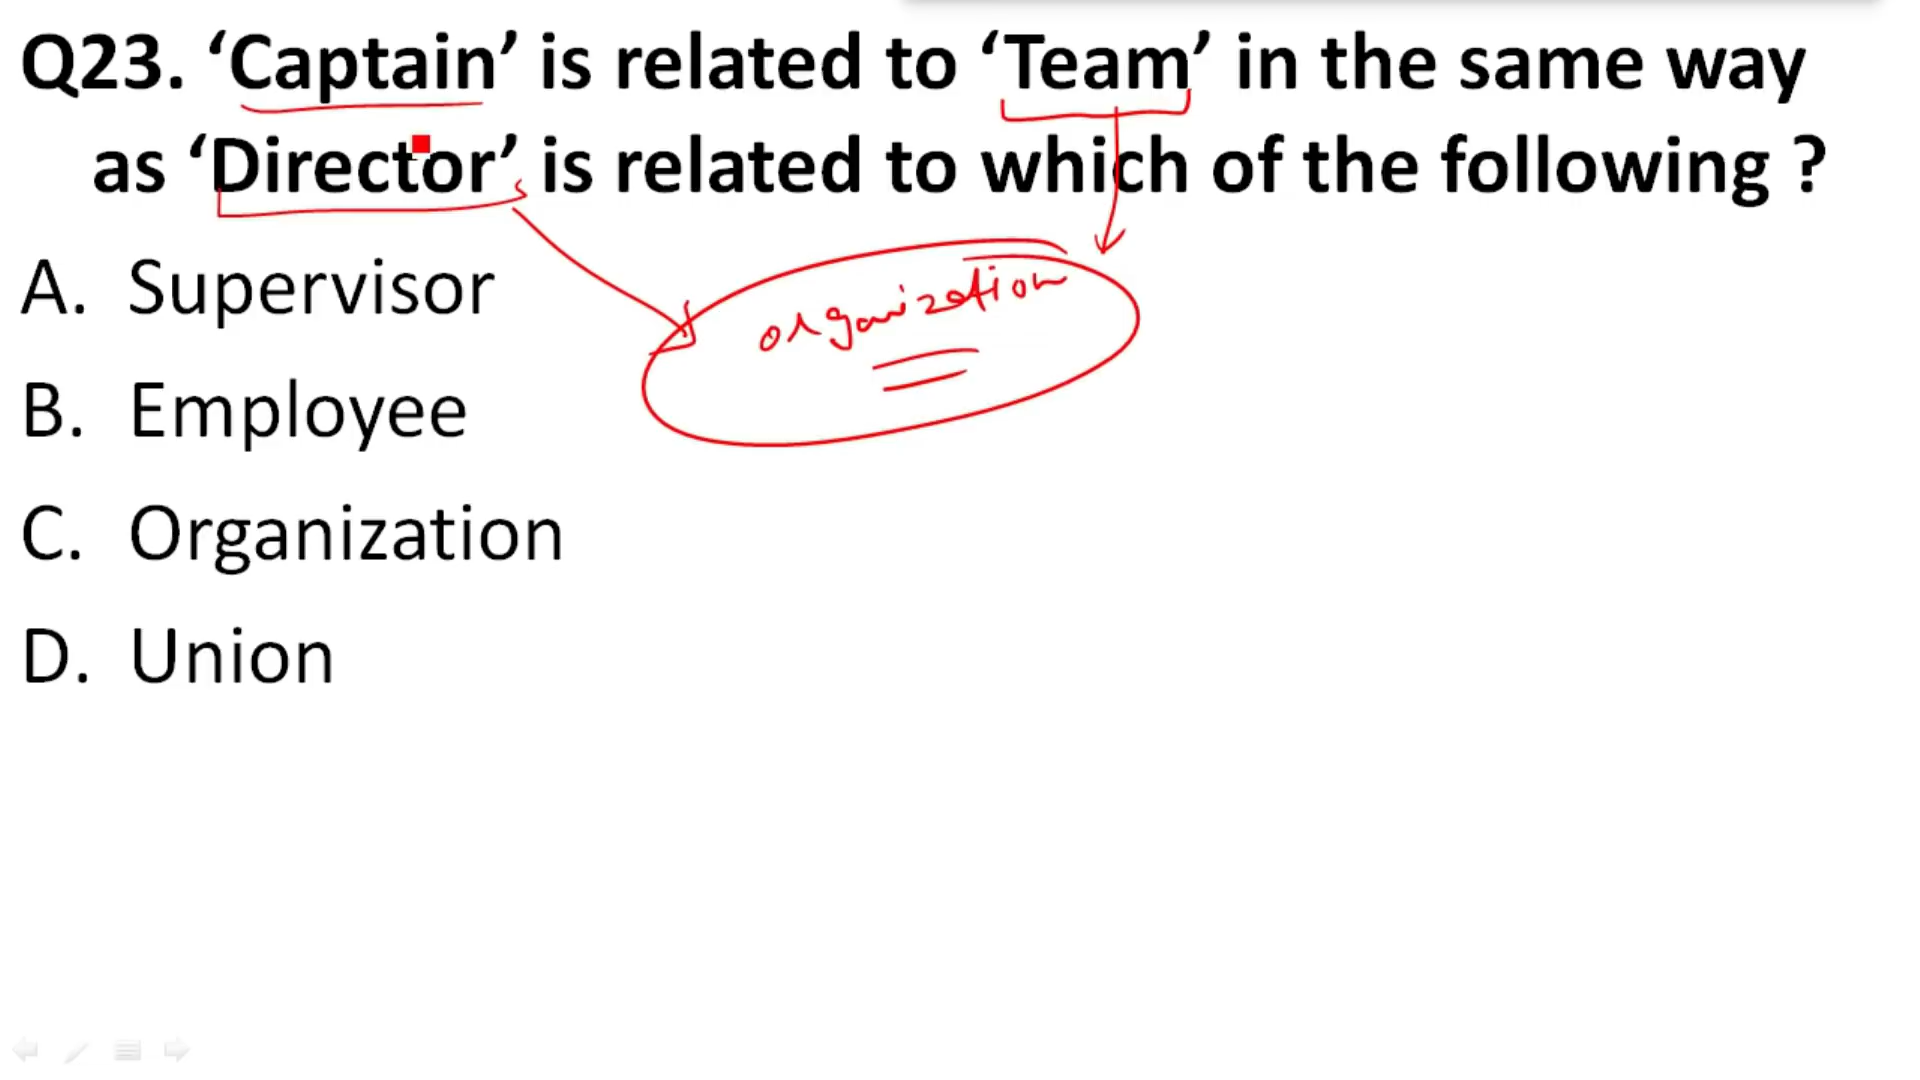 Q23. ‘Captain’ is related to ‘Team’ in the same way
as ‘Director’ is related to which of the following ?
A. Supervisor
organization
B. Employee
C. Organization
D. Union